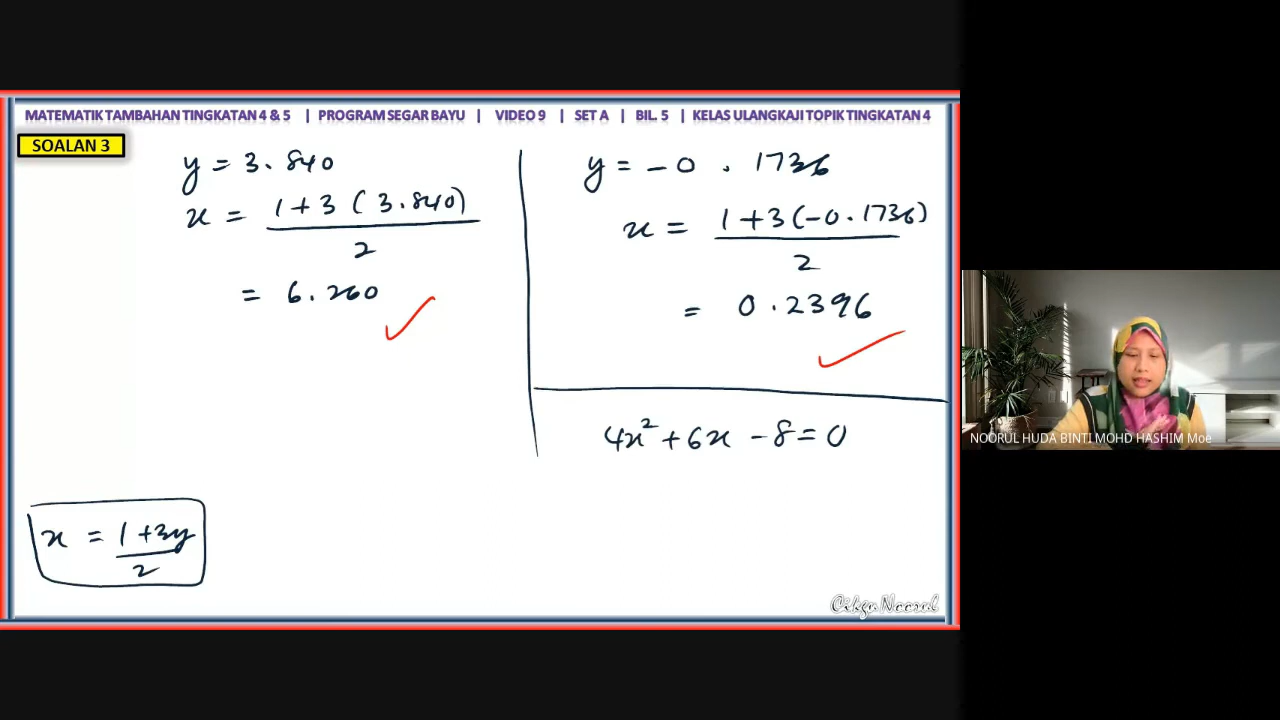 MATEMATIK TAMBAHAN TINGKATAN 4 & 5 | PROGRAM SEGAR BAYU | VIDEO 9 | SET A | BIL. 5 | KELAS ULANGKAJI TOPIK TINGKATAN 4
SOALAN 3
y = 3.840
x = 1+3(3.840)
2
= 6.260 ✓
y = -0.1736
x = 1+3(-0.1736)
2
= 0.2396 ✓
4x² + 6x - 8 = 0
x = 1+3y
2
Cikgu Noorul
NOORUL HUDA BINTI MOHD HASHIM Moe